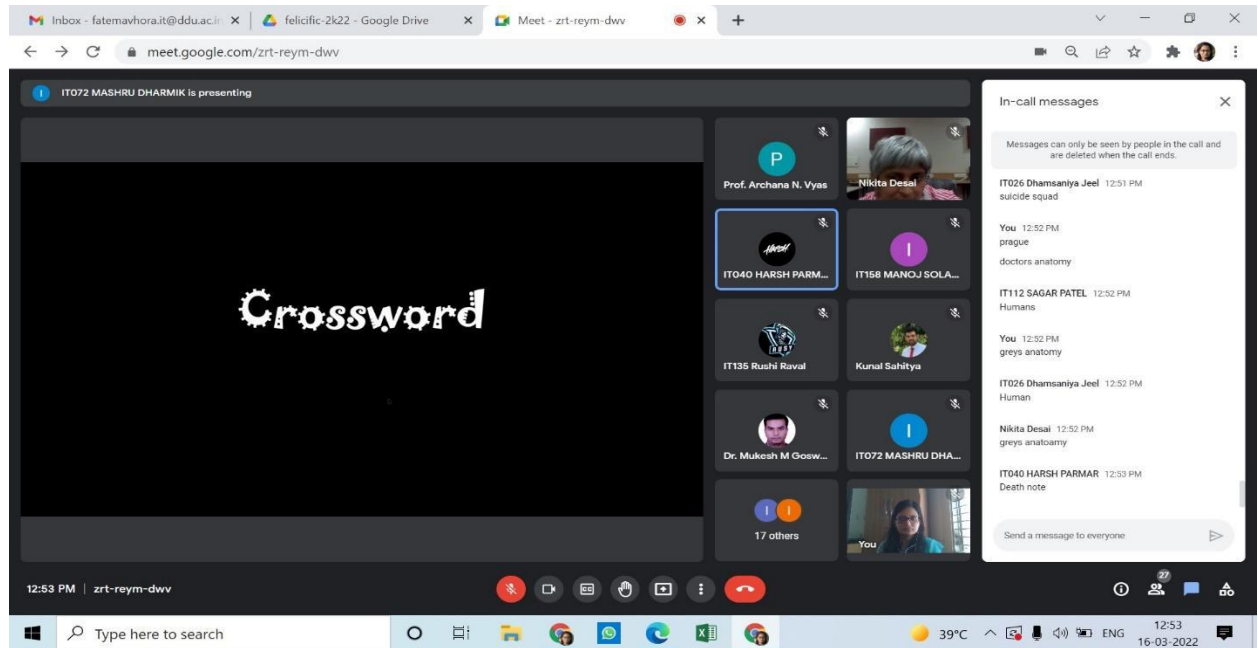 Inbox - fatemavhora.it@ddu.ac.in
felicific-2k22 - Google Drive
Meet - zrt-reym-dwv
meet.google.com/zrt-reym-dwv
I IT072 MASHRU DHARMIK is presenting
Crossword
P
Prof. Archana N. Vyas
Nikita Desai
HARSH
IT040 HARSH PARM...
I
IT158 MANOJ SOLA...
RUST
IT135 Rushi Raval
Kunal Sahitya
Dr. Mukesh M Gosw...
I
IT072 MASHRU DHA...
I I
17 others
You
In-call messages
Messages can only be seen by people in the call and
are deleted when the call ends.
IT026 Dhamsaniya Jeel 12:51 PM
suicide squad
You 12:52 PM
prague
doctors anatomy
IT112 SAGAR PATEL 12:52 PM
Humans
You 12:52 PM
greys anatomy
IT026 Dhamsaniya Jeel 12:52 PM
Human
Nikita Desai 12:52 PM
greys anatoamy
IT040 HARSH PARMAR 12:53 PM
Death note
Send a message to everyone
12:53 PM | zrt-reym-dwv
CC
27
Type here to search
39°C
ENG
12:53
16-03-2022